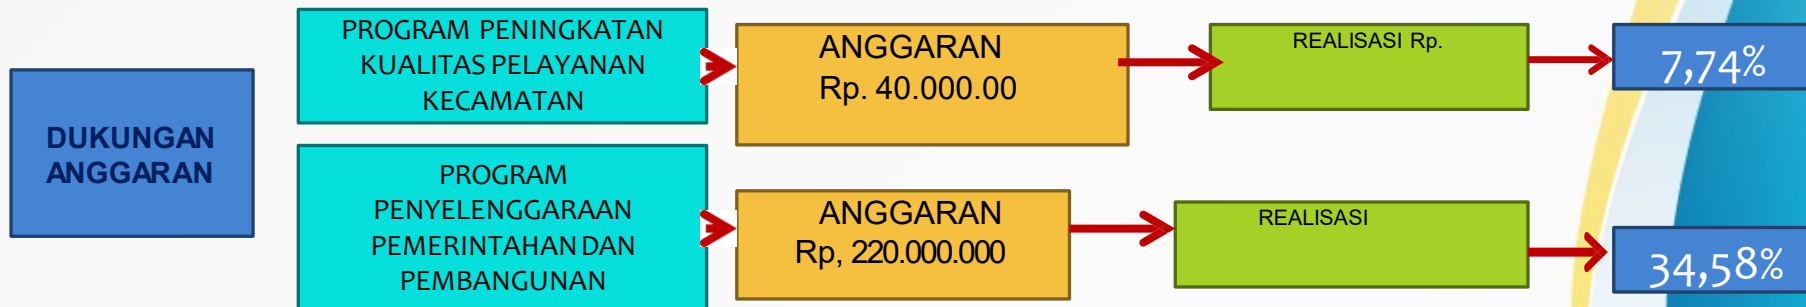 DUKUNGAN
ANGGARAN
PROGRAM PENINGKATAN
KUALITAS PELAYANAN
KECAMATAN
ANGGARAN
Rp. 40.000.00
REALISASI Rp.
7,74%
PROGRAM
PENYELENGGARAAN
PEMERINTAHAN DAN
PEMBANGUNAN
ANGGARAN
Rp, 220.000.000
REALISASI
34,58%